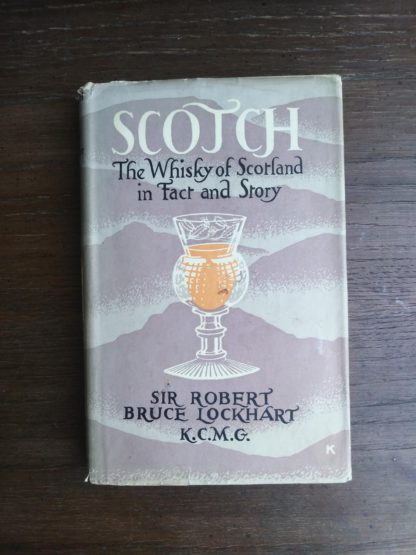 SCOTCH
The Whisky of Scotland
in Fact and Story
SIR ROBERT
BRUCE LOCKHART
K.C.M.G.
K